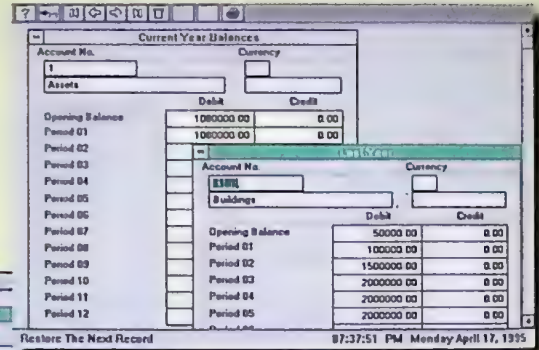 Current Year Balances
Account No. Currency
1
Assets
Debit Credit
Opening Balance 1080000.00 0.00
Period 01 1080000.00 0.00
Period 02
Period 03
Period 04
Period 05
Period 06
Period 07
Period 08
Period 09
Period 10
Period 11
Period 12
Account No. Currency
Buildings
Debit Credit
Opening Balance 50000.00 0.00
Period 01 100000.00 0.00
Period 02 1500000.00 0.00
Period 03 2000000.00 0.00
Period 04 2000000.00 0.00
Period 05 2000000.00 0.00
Restore The Next Record 07:37:51 PM Monday April 17, 1995